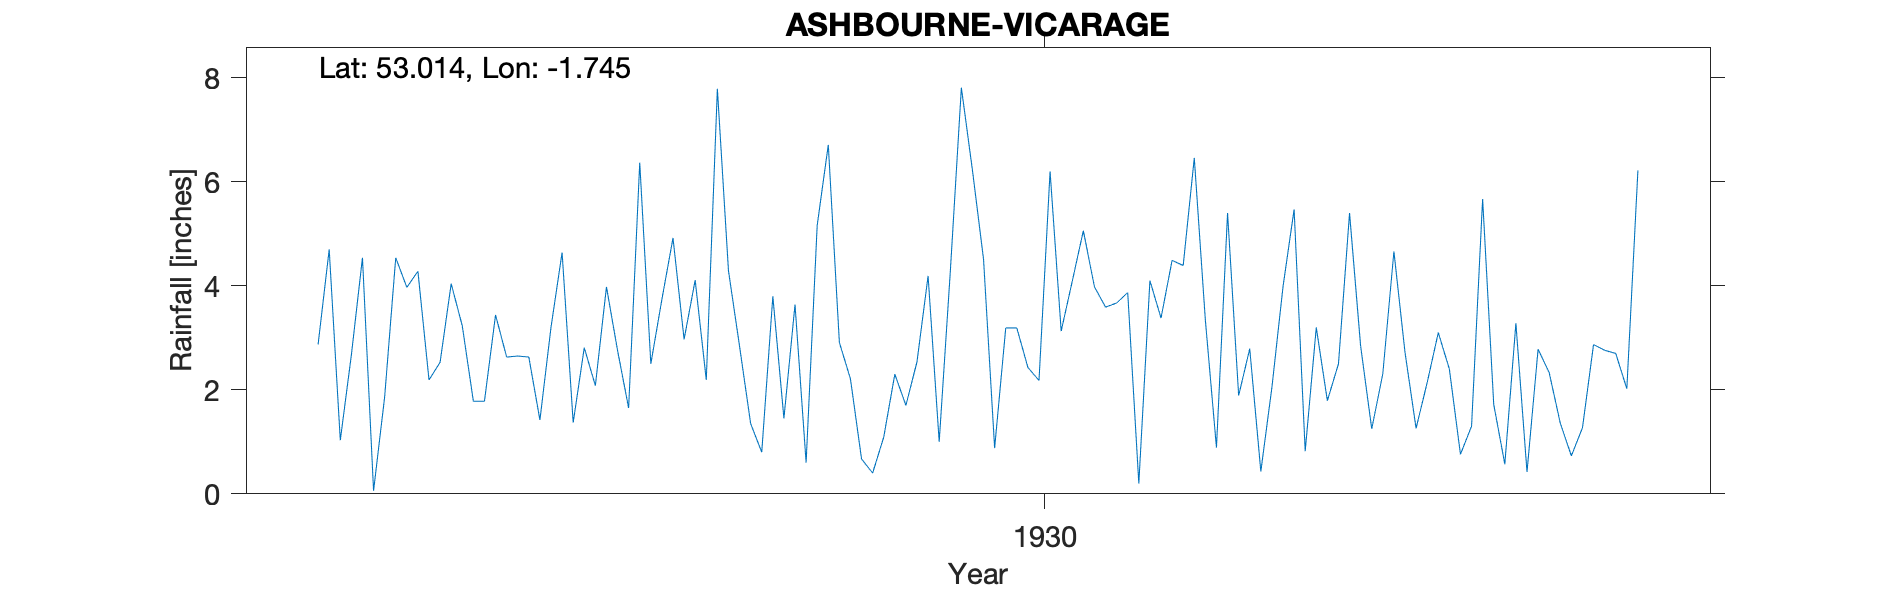 ASHBOURNE-VICARAGE
Lat: 53.014, Lon: -1.745
8
6
4
2
0
Rainfall [inches]
1930
Year